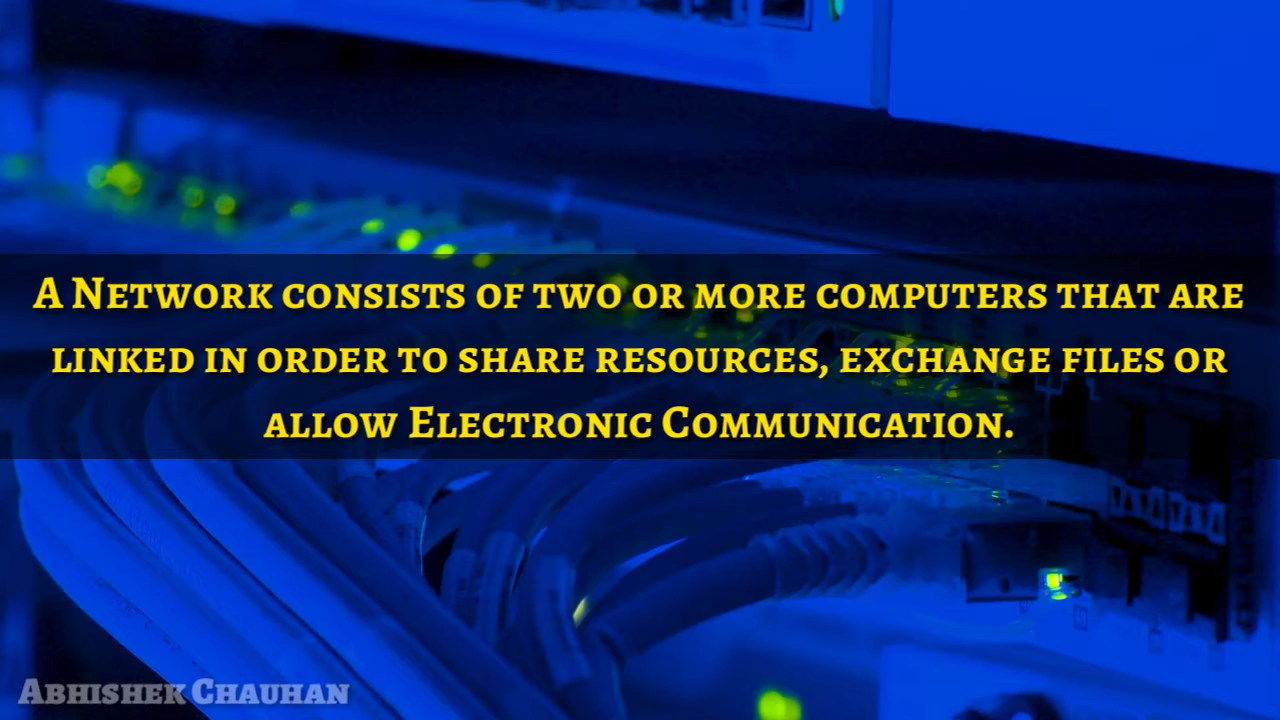 A Network consists of two or more computers that are
linked in order to share resources, exchange files or
allow Electronic Communication.
Abhishek Chauhan